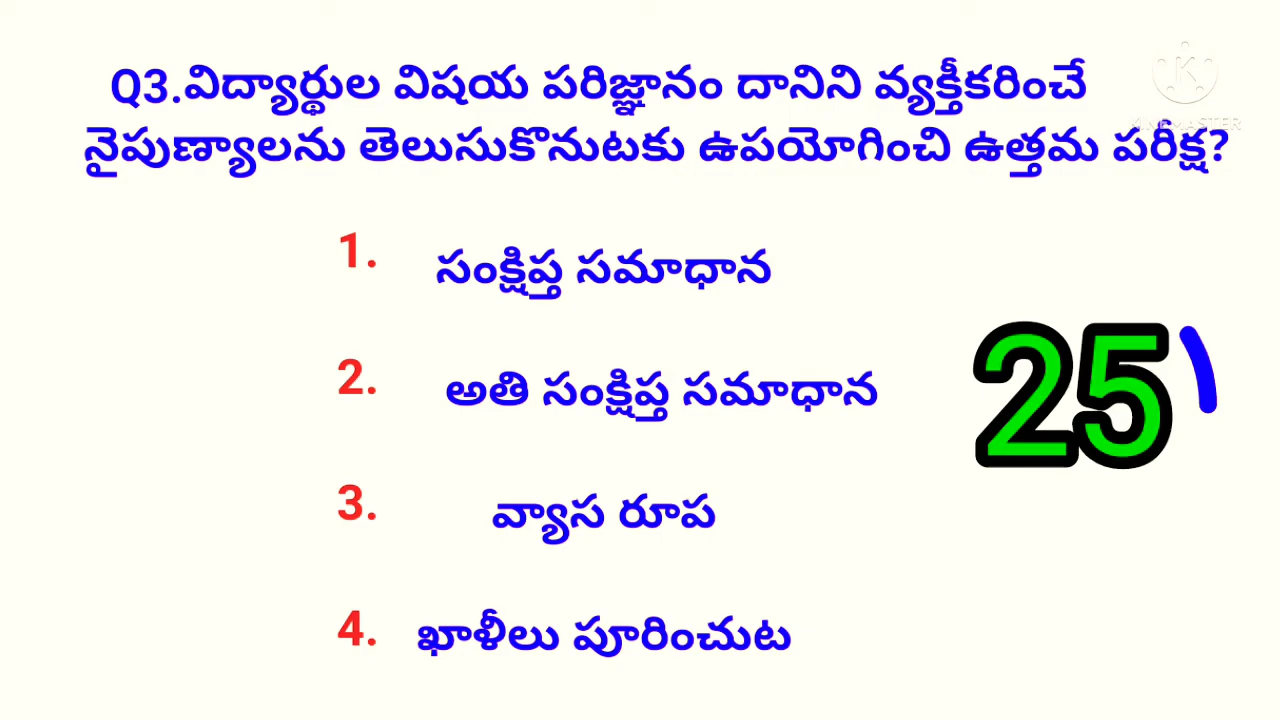 Q3.విద్యార్థుల విషయ పరిజ్ఞానం దానిని వ్యక్తీకరించే
నైపుణ్యాలను తెలుసుకొనుటకు ఉపయోగించి ఉత్తమ పరీక్ష?
1. సంక్షిప్త సమాధాన
2. అతి సంక్షిప్త సమాధాన
3. వ్యాస రూప
4. ఖాళీలు పూరించుట
25
KINEMASTER